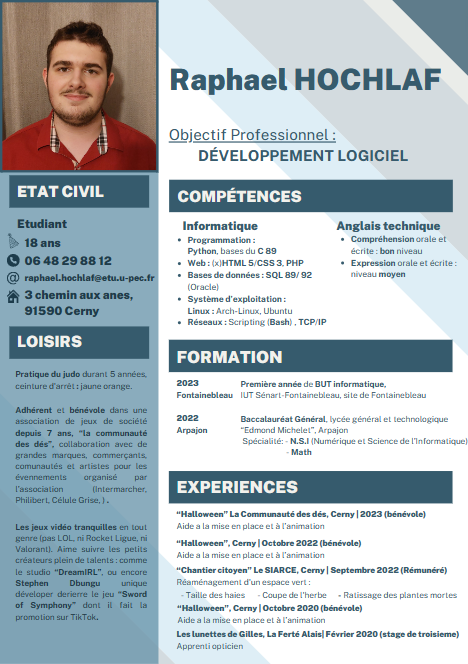 Raphael HOCHLAF
Objectif Professionnel :
DÉVELOPPEMENT LOGICIEL
ETAT CIVIL
Etudiant
18 ans
06 48 29 88 12
raphael.hochlaf@etu.u-pec.fr
3 chemin aux anes,
91590 Cerny
LOISIRS
Pratique du judo durant 5 années,
ceinture d'arrêt : jaune orange.
Adhérent et bénévole dans une
association de jeux de société
depuis 7 ans, "la communauté
des dés", collaboration avec de
grandes marques, commerçants,
comunautés et artistes pour les
évennements organisé par
l'association (Intermarcher,
Philibert, Célule Grise, ) .
Les jeux vidéo tranquilles en tout
genre (pas LOL, ni Rocket Ligue, ni
Valorant). Aime suivre les petits
créateurs plein de talents : comme
le studio "DreamIRL", ou encore
Stephen Dbungu unique
déveloper derierre le jeu "Sword
of Symphony" dont il fait la
promotion sur TikTok.
COMPÉTENCES
Informatique
Programmation :
Python, bases du C 89
Web : (x)HTML 5/CSS 3, PHP
Bases de données : SQL 89/ 92
(Oracle)
Système d'exploitation :
Linux : Arch-Linux, Ubuntu
Réseaux : Scripting (Bash) , TCP/IP
Anglais technique
Compréhension orale et
écrite : bon niveau
Expression orale et écrite :
niveau moyen
FORMATION
2023 Première année de BUT informatique,
Fontainebleau IUT Sénart-Fontainebleau, site de Fontainebleau
2022 Baccalauréat Général, lycée général et technologique
Arpajon "Edmond Michelet", Arpajon
Spécialité: - N.S.I (Numérique et Science de l'Informatique)
- Math
EXPERIENCES
"Halloween" La Communauté des dés, Cerny | 2023 (bénévole)
Aide a la mise en place et à l'animation
"Halloween", Cerny | Octobre 2022 (bénévole)
Aide a la mise en place et à l'animation
"Chantier citoyen" Le SIARCE, Cerny | Septembre 2022 (Rémunéré)
Réaménagement d'un espace vert :
- Taille des haies - Coupe de l'herbe - Ratissage des plantes mortes
"Halloween", Cerny | Octobre 2020 (bénévole)
Aide a la mise en place et à l'animation
Les lunettes de Gilles, La Ferté Alais| Février 2020 (stage de troisieme)
Apprenti opticien